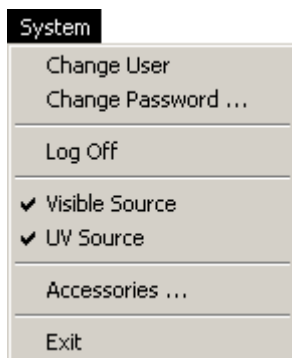 System
Change User
Change Password ...
Log Off
Visible Source
UV Source
Accessories ...
Exit